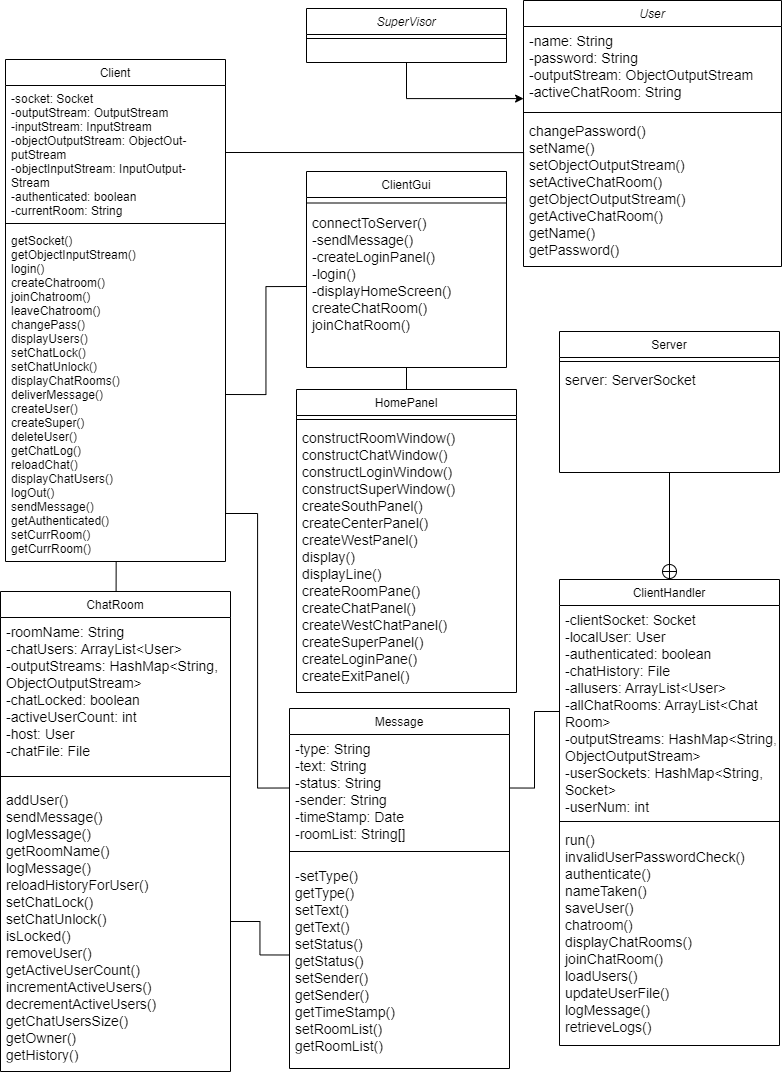 SuperVisor
User
-name: String
-password: String
-outputStream: ObjectOutputStream
-activeChatRoom: String
changePassword()
setName()
setObjectOutputStream()
setActiveChatRoom()
getObjectOutputStream()
getActiveChatRoom()
getName()
getPassword()
Client
-socket: Socket
-outputStream: OutputStream
-inputStream: InputStream
-objectOutputStream: ObjectOut-
putStream
-objectInputStream: InputOutput-
Stream
-authenticated: boolean
-currentRoom: String
getSocket()
getObjectInputStream()
login()
createChatroom()
joinChatroom()
leaveChatroom()
changePass()
displayUsers()
setChatLock()
setChatUnlock()
displayChatRooms()
deliverMessage()
createUser()
createSuper()
deleteUser()
getChatLog()
reloadChat()
displayChatUsers()
logOut()
sendMessage()
getAuthenticated()
setCurrRoom()
getCurrRoom()
ClientGui
connectToServer()
-sendMessage()
-createLoginPanel()
-login()
-displayHomeScreen()
createChatRoom()
joinChatRoom()
Server
server: ServerSocket
HomePanel
constructRoomWindow()
constructChatWindow()
constructLoginWindow()
constructSuperWindow()
createSouthPanel()
createCenterPanel()
createWestPanel()
display()
displayLine()
createRoomPane()
createChatPanel()
createWestChatPanel()
createSuperPanel()
createLoginPane()
createExitPanel()
ChatRoom
-roomName: String
-chatUsers: ArrayList<User>
-outputStreams: HashMap<String,
ObjectOutputStream>
-chatLocked: boolean
-activeUserCount: int
-host: User
-chatFile: File
addUser()
sendMessage()
logMessage()
getRoomName()
logMessage()
reloadHistoryForUser()
setChatLock()
setChatUnlock()
isLocked()
removeUser()
getActiveUserCount()
incrementActiveUsers()
decrementActiveUsers()
getChatUsersSize()
getOwner()
getHistory()
Message
-type: String
-text: String
-status: String
-sender: String
-timeStamp: Date
-roomList: String[]
-setType()
getType()
setText()
getText()
setStatus()
getStatus()
setSender()
getSender()
getTimeStamp()
setRoomList()
getRoomList()
ClientHandler
-clientSocket: Socket
-localUser: User
-authenticated: boolean
-chatHistory: File
-allusers: ArrayList<User>
-allChatRooms: ArrayList<Chat
Room>
-outputStreams: HashMap<String,
ObjectOutputStream>
-userSockets: HashMap<String,
Socket>
-userNum: int
run()
invalidUserPasswordCheck()
authenticate()
nameTaken()
saveUser()
chatroom()
displayChatRooms()
joinChatRoom()
loadUsers()
updateUserFile()
logMessage()
retrieveLogs()